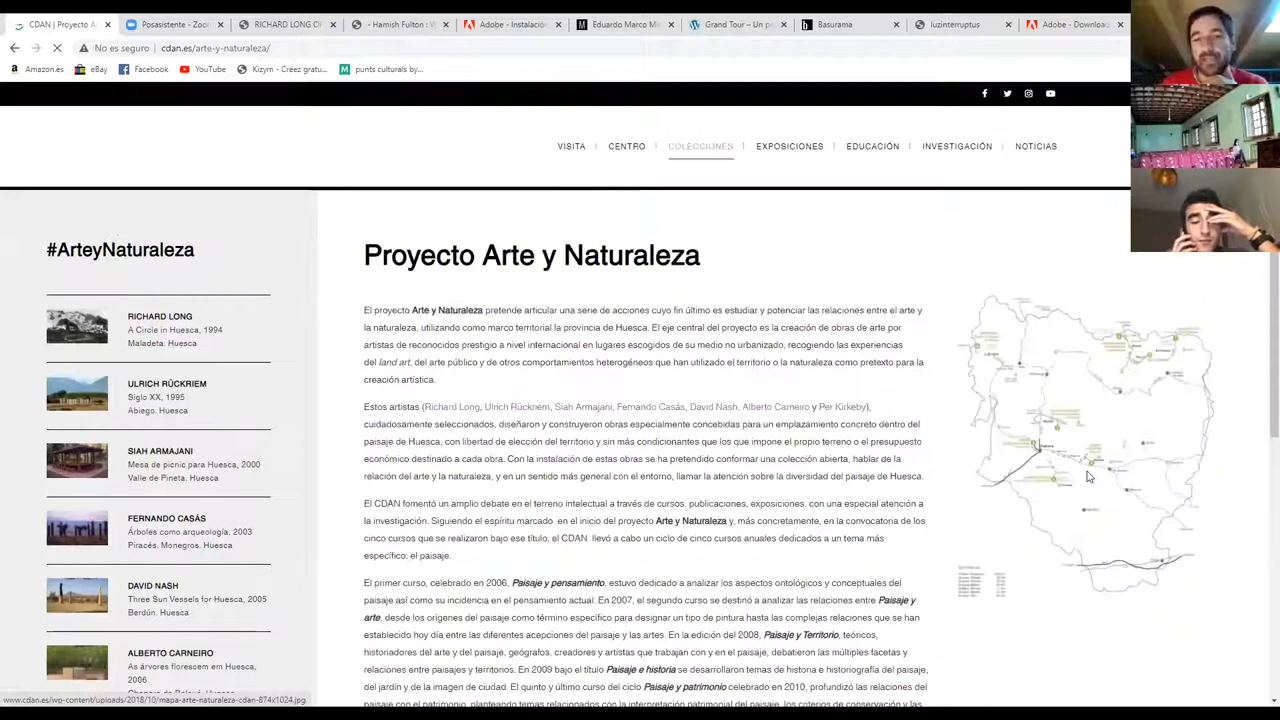 CDAN | Proyecto A
Posasistente - Zoom
RICHARD LONG OF
- Hamish Fulton : W
Adobe - Instalación
Eduardo Marco Mi
Grand Tour – Un p
Basurama
luzinterruptus
Adobe - Download
No es seguro | cdan.es/arte-y-naturaleza/
Amazon.es
eBay
Facebook
YouTube
Kizym - Créez gratu...
punts culturals by...
VISITA
CENTRO
COLECCIONES
EXPOSICIONES
EDUCACIÓN
INVESTIGACIÓN
NOTICIAS
#ArteyNaturaleza
RICHARD LONG
A Circle in Huesca, 1994
Maladeta. Huesca
ULRICH RÜCKRIEM
Siglo XX, 1995
Abiego. Huesca
SIAH ARMAJANI
Mesa de picnic para Huesca, 2000
Valle de Pineta. Huesca
FERNANDO CASÁS
Árboles como arqueología, 2003
Piracés. Monegros. Huesca
DAVID NASH
Three Sun Vessels for Huesca, 2005
Berdún. Huesca
ALBERTO CARNEIRO
As árvores florescem em Huesca,
2006
Proyecto Arte y Naturaleza
El proyecto Arte y Naturaleza pretende articular una serie de acciones cuyo fin último es estudiar y potenciar las relaciones entre el arte y
la naturaleza, utilizando como marco territorial la provincia de Huesca. El eje central del proyecto es la creación de obras de arte por
artistas de reconocidos prestigio a nivel internacional en lugares escogidos de su medio no urbanizado, recogiendo las experiencias
del land art, del arte público y de otros comportamientos heterogéneos que han utilizado el territorio o la naturaleza como pretexto para la
creación artística.
Estos artistas (Richard Long, Ulrich Rücknem, Siah Armajani, Fernando Casás, David Nash, Alberto Carneiro y Per Kirkeby),
cuidadosamente seleccionados, diseñaron y construyeron obras especialmente concebidas para un emplazamiento concreto dentro del
paisaje de Huesca, con libertad de elección del territorio y sin más condicionantes que los que impone el propio terreno o el presupuesto
económico destinado a cada obra. Con la instalación de estas obras se ha pretendido conformar una colección abierta, hablar de la
relación del arte y la naturaleza, y en un sentido más general con el entorno, llamar la atención sobre la diversidad del paisaje de Huesca.
El CDAN fomentó un amplio debate en el terreno intelectual a través de cursos, publicaciones, exposiciones, con una especial atención a
la investigación. Siguiendo el espíritu marcado en el inicio del proyecto Arte y Naturaleza y, más concretamente, en la convocatoria de los
cinco cursos que se realizaron bajo ese título, el CDAN llevó a cabo un ciclo de cinco cursos anuales dedicados a un tema más
específico: el paisaje.
El primer curso, celebrado en 2006, Paisaje y pensamiento, estuvo dedicado a analizar los aspectos ontológicos y conceptuales del
paisaje así como su incidencia en el pensamiento actual. En 2007, el segundo curso se destinó a analizar las relaciones entre Paisaje y
arte, desde los orígenes del paisaje como término específico para designar un tipo de pintura hasta las complejas relaciones que se han
establecido hoy día entre las diferentes acepciones del paisaje y las artes. En la edición del 2008, Paisaje y Territorio, teóricos,
historiadores del arte y del paisaje, geógrafos, creadores y artistas que trabajan con y en el paisaje, debatieron las múltiples facetas y
relaciones entre paisajes y territorios. En 2009 bajo el título Paisaje e historia se desarrollaron temas de historia e historiografía del paisaje,
del jardín y de la imagen de ciudad. El quinto y último curso del ciclo Paisaje y patrimonio celebrado en 2010, profundizó las relaciones del
paisaje con el patrimonio, planteando temas relacionados con la interpretación patrimonial del paisaje, los criterios de conservación y las
www.cdan.es/wp-content/uploads/2018/10/mapa-arte-naturaleza-cdan-874x1024.jpg